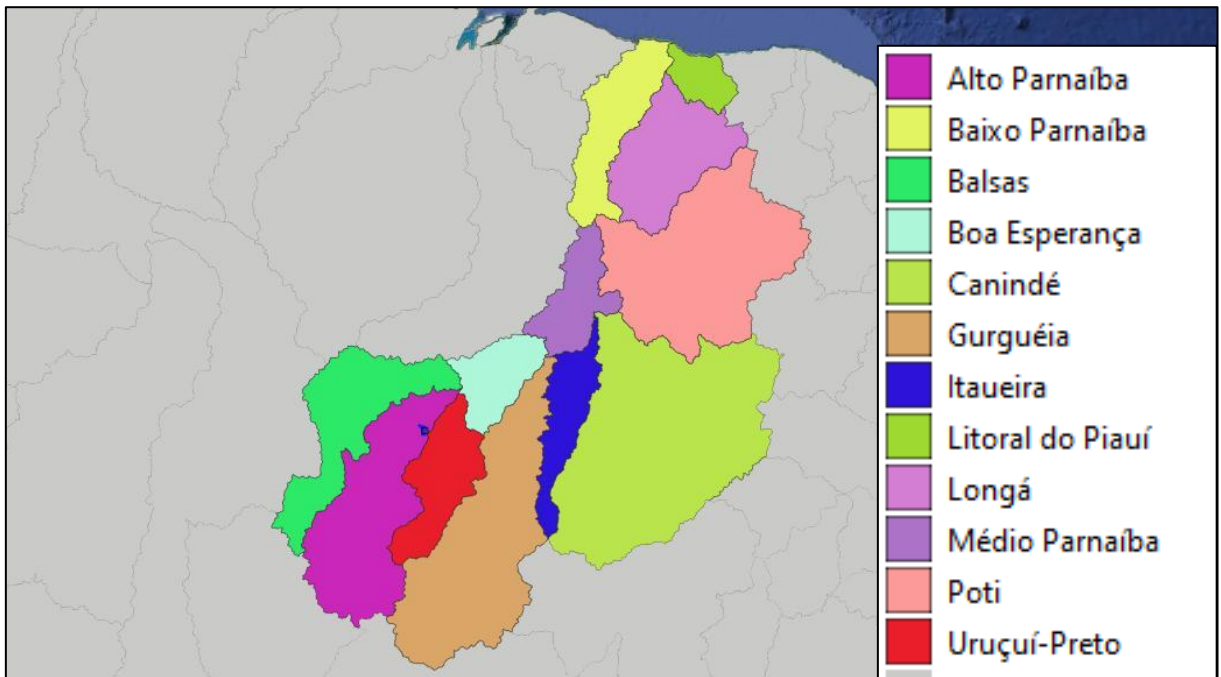 Alto Parnaíba
Baixo Parnaíba
Balsas
Boa Esperança
Canindé
Gurguéia
Itaueira
Litoral do Piauí
Longá
Médio Parnaíba
Poti
Uruçuí-Preto